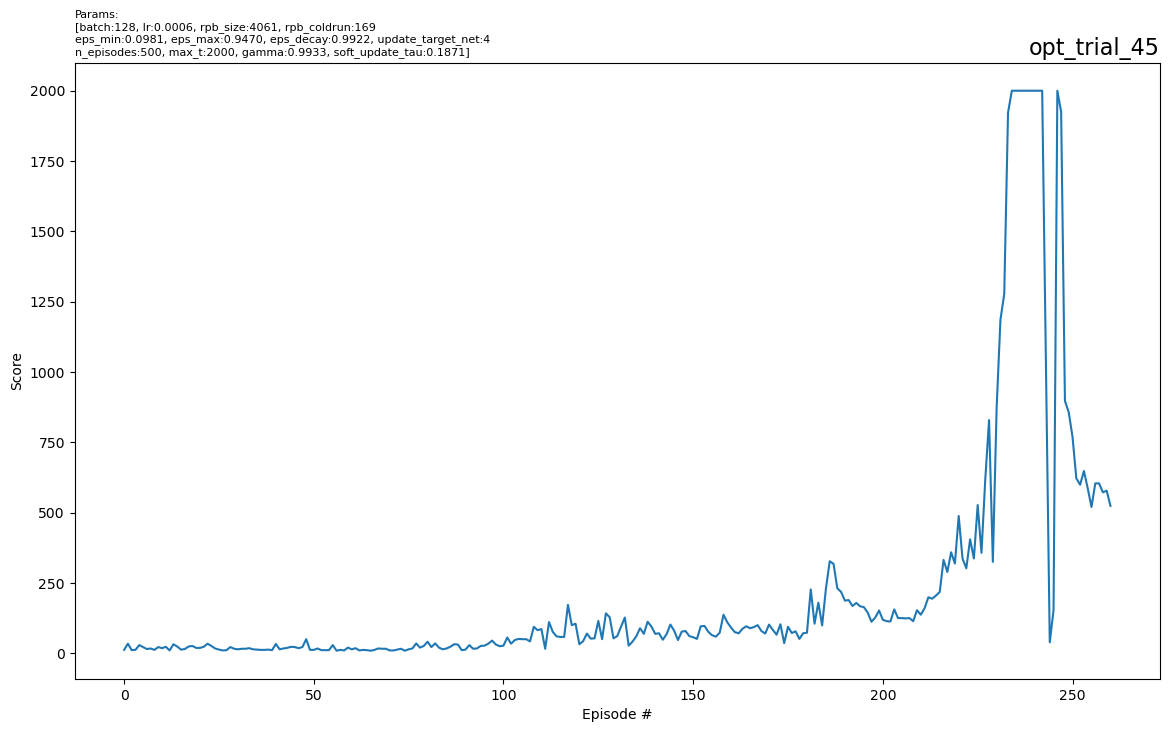 Params:
[batch:128, lr:0.0006, rpb_size:4061, rpb_coldrun:169
eps_min:0.0981, eps_max:0.9470, eps_decay:0.9922, update_target_net:4
n_episodes:500, max_t:2000, gamma:0.9933, soft_update_tau:0.1871]
opt_trial_45
2000
1750
1500
1250
1000
750
500
250
0
Score
0 50 100 150 200 250
Episode #